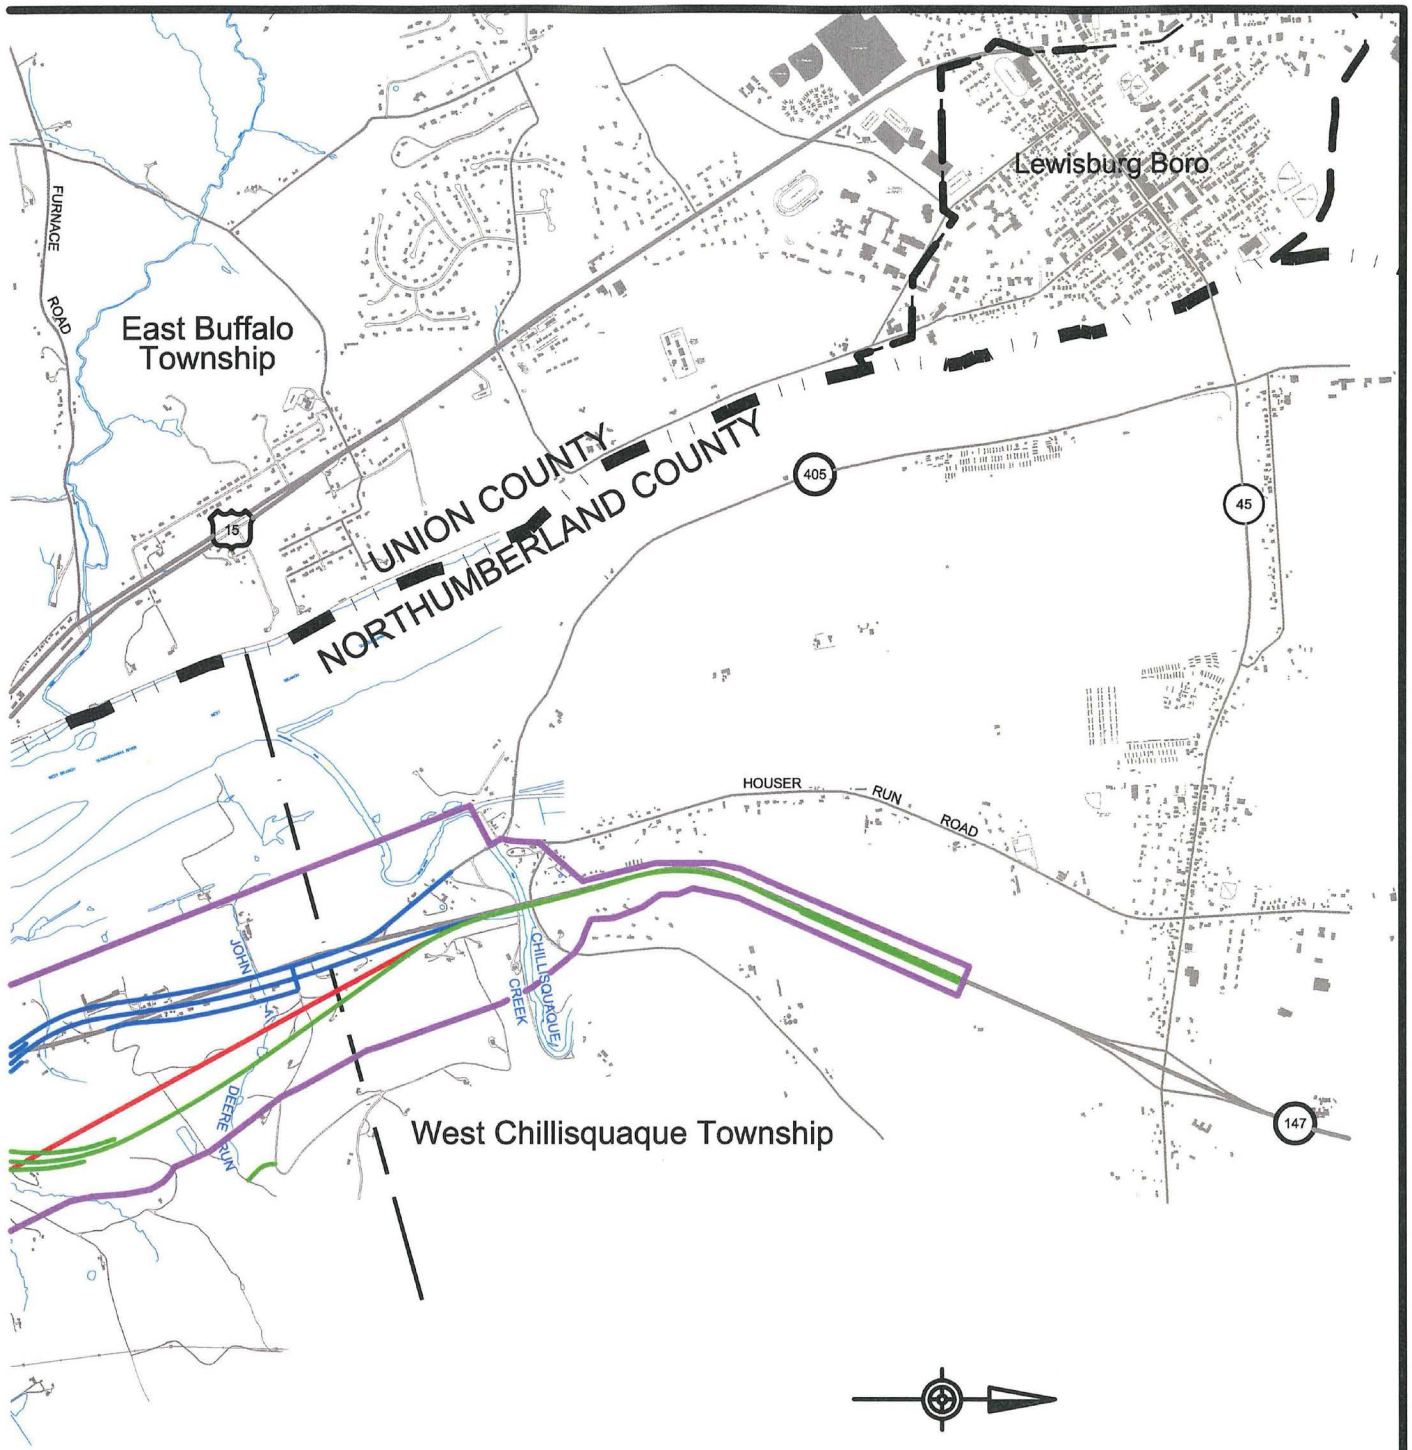 Lewisburg Boro
FURNACE
ROAD
East Buffalo
Township
UNION COUNTY
NORTHUMBERLAND COUNTY
405
45
15
HOUSER
RUN
ROAD
JOHN
CHILLISQUAQUE
CREEK
DEERE RUN
West Chillisquaque Township
147